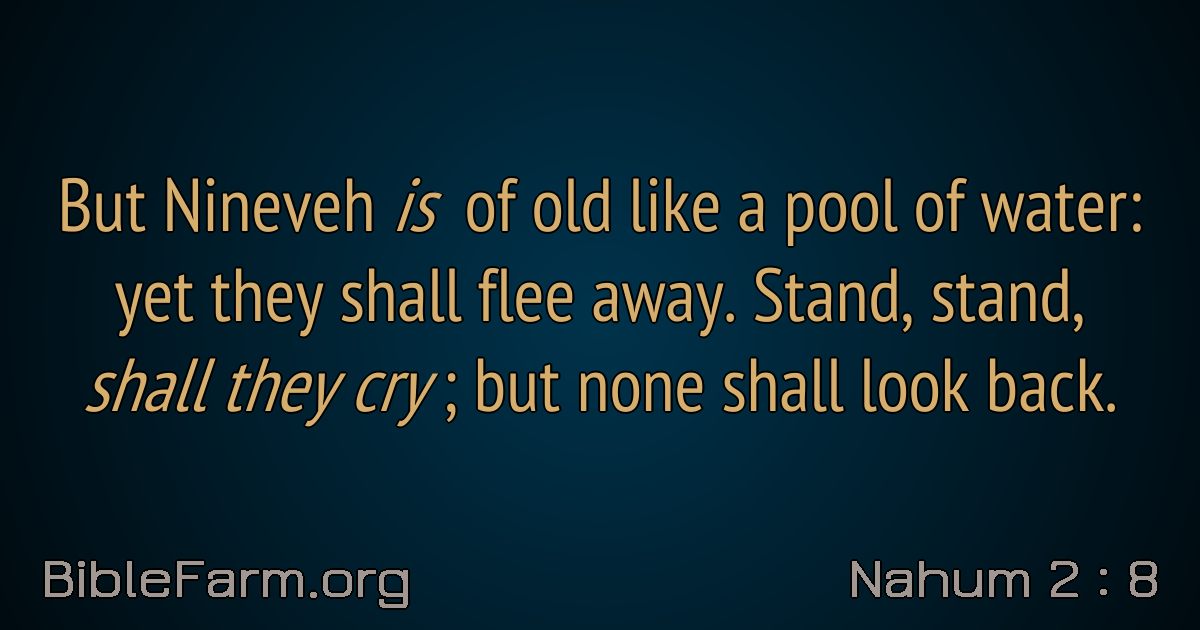 But Nineveh is of old like a pool of water:
yet they shall flee away. Stand, stand,
shall they cry; but none shall look back.
BibleFarm.org
Nahum 2 : 8